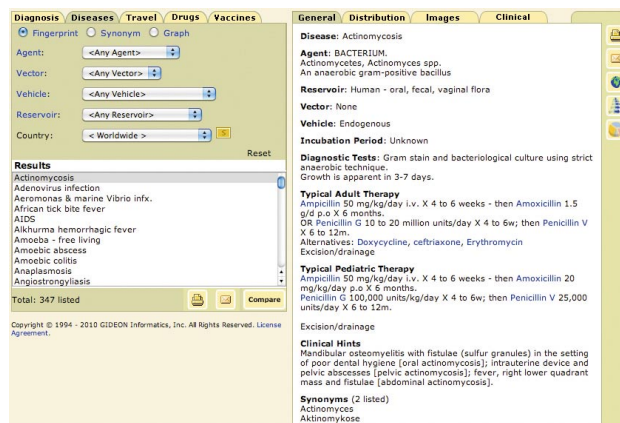 Diagnosis Diseases Travel Drugs Vaccines
Fingerprint Synonym Graph
Agent: <Any Agent>
Vector: <Any Vector>
Vehicle: <Any Vehicle>
Reservoir: <Any Reservoir>
Country: < Worldwide >
Reset
Results
Actinomycosis
Adenovirus infection
Aeromonas & marine Vibrio infx.
African tick bite fever
AIDS
Alkhurma hemorrhagic fever
Amoeba - free living
Amoebic abscess
Amoebic colitis
Anaplasmosis
Angiostrongyliasis
Total: 347 listed
Compare
Copyright © 1994 - 2010 GIDEON Informatics, Inc. All Rights Reserved. License
Agreement.
General Distribution Images Clinical
Disease: Actinomycosis
Agent: BACTERIUM.
Actinomycetes, Actinomyces spp.
An anaerobic gram-positive bacillus
Reservoir: Human - oral, fecal, vaginal flora
Vector: None
Vehicle: Endogenous
Incubation Period: Unknown
Diagnostic Tests: Gram stain and bacteriological culture using strict
anaerobic technique.
Growth is apparent in 3-7 days.
Typical Adult Therapy
Ampicillin 50 mg/kg/day i.v. X 4 to 6 weeks - then Amoxicillin 1.5
g/d p.o X 6 months.
OR Penicillin G 10 to 20 million units/day X 4 to 6w; then Penicillin V
X 6 to 12m.
Alternatives: Doxycycline, ceftriaxone, Erythromycin
Excision/drainage
Typical Pediatric Therapy
Ampicillin 50 mg/kg/day i.v. X 4 to 6 weeks - then Amoxicillin 20
mg/kg/day p.o X 6 months.
Penicillin G 100,000 units/kg/day X 4 to 6w; then Penicillin V 25,000
units/day X 6 to 12m.
Excision/drainage
Clinical Hints
Mandibular osteomyelitis with fistulae (sulfur granules) in the setting
of poor dental hygiene [oral actinomycosis]; intrauterine device and
pelvic abscesses [pelvic actinomycosis]; fever, right lower quadrant
mass and fistulae [abdominal actinomycosis].
Synonyms (2 listed)
Actinomyces
Aktinomykose